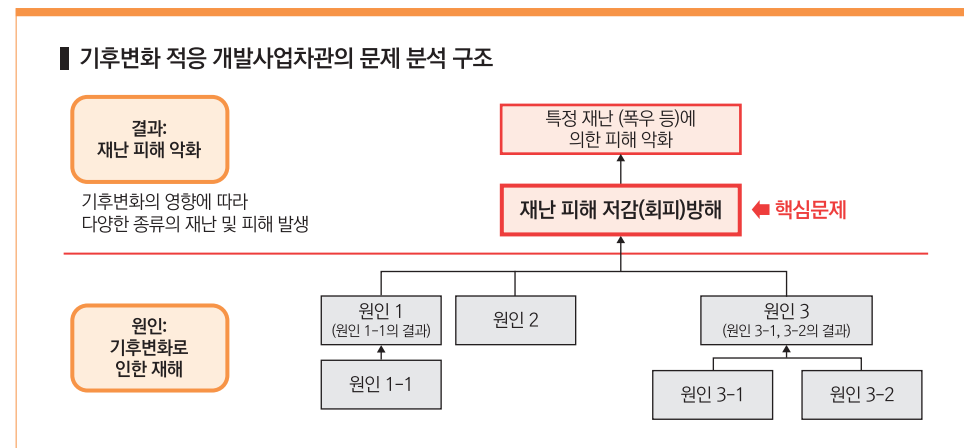 기후변화 적응 개발사업차관의 문제 분석 구조
결과:
재난 피해 악화
기후변화의 영향에 따라
다양한 종류의 재난 및 피해 발생
특정 재난 (폭우 등)에
의한 피해 악화
재난 피해 저감(회피)방해
핵심문제
원인:
기후변화로
인한 재해
원인 1
(원인 1-1의 결과)
원인 2
원인 3
(원인 3-1, 3-2의 결과)
원인 1-1
원인 3-1
원인 3-2